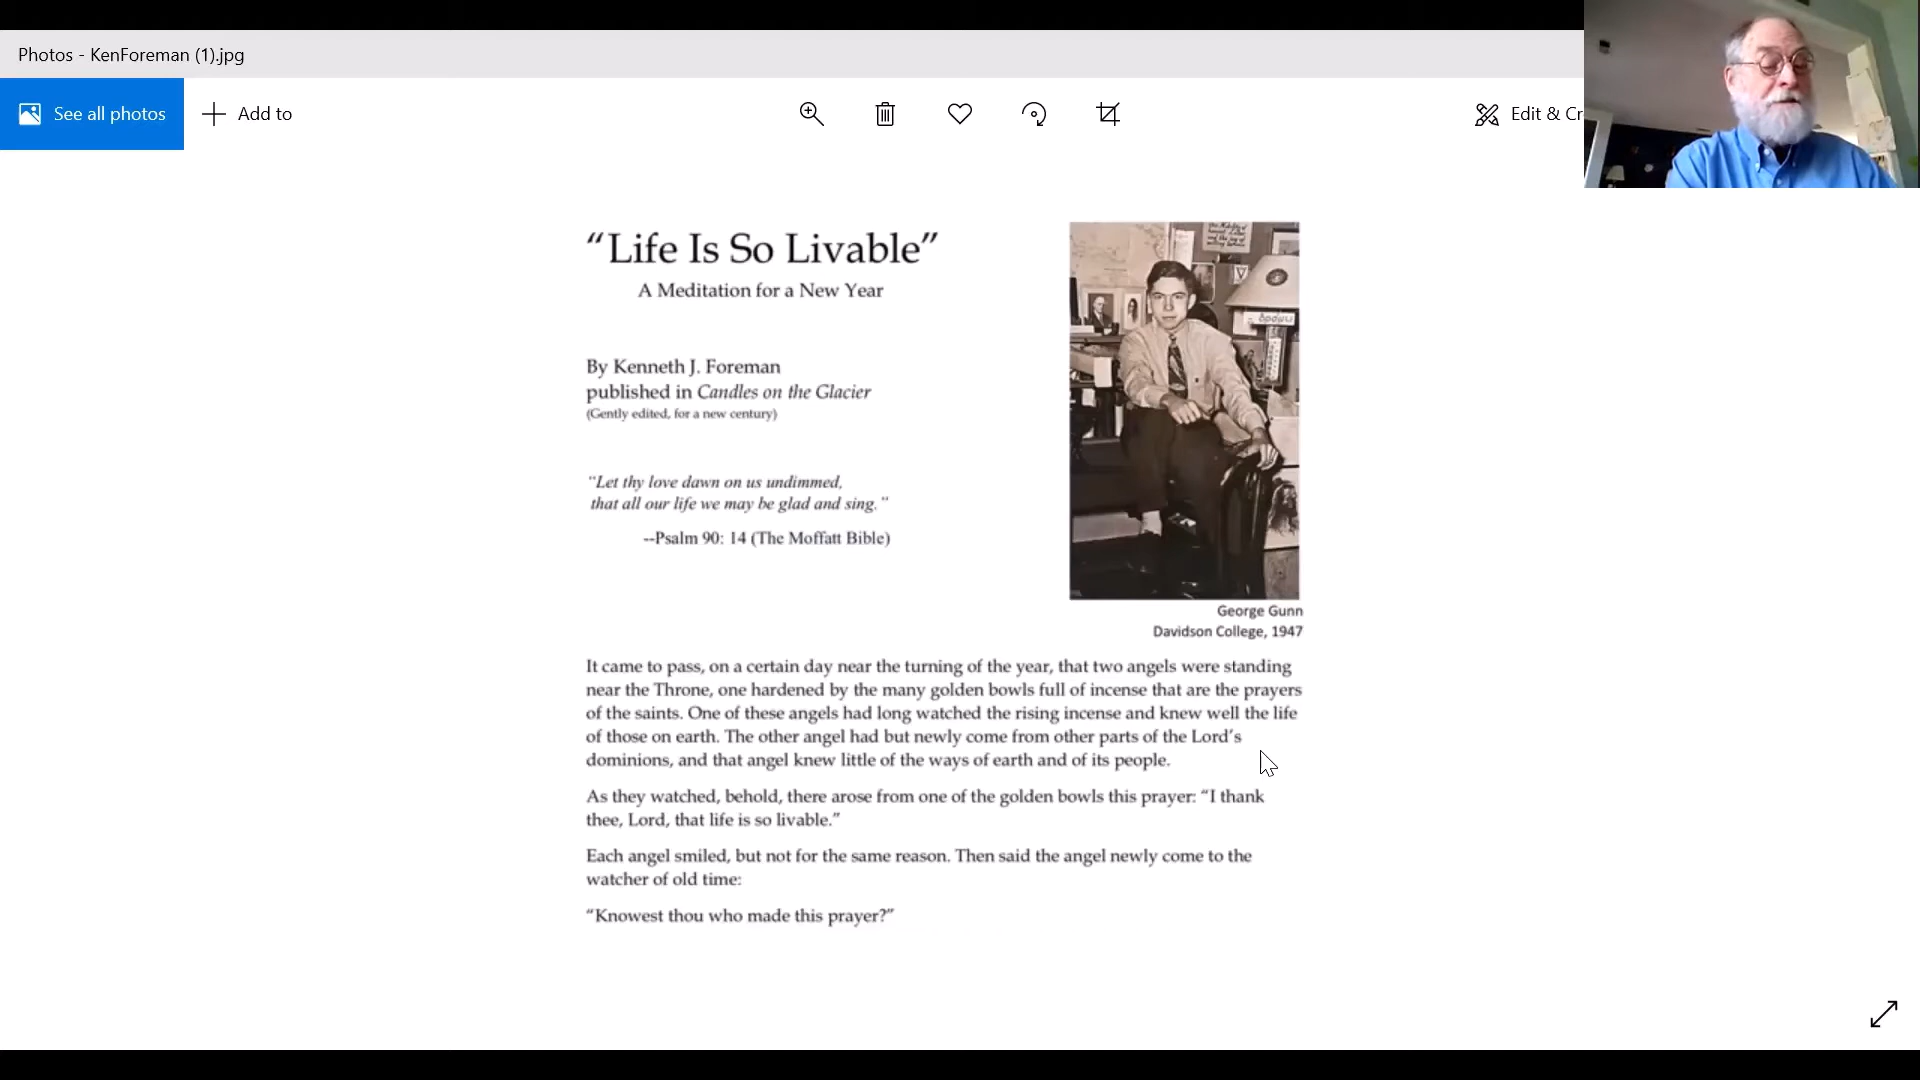 Photos - KenForeman (1).jpg
See all photos
Add to
Edit & Cr
“Life Is So Livable”
A Meditation for a New Year
By Kenneth J. Foreman
published in Candles on the Glacier
(Gently edited, for a new century)
“Let thy love dawn on us undimmed,
that all our life we may be glad and sing.”
--Psalm 90: 14 (The Moffatt Bible)
George Gunn
Davidson College, 1947
It came to pass, on a certain day near the turning of the year, that two angels were standing
near the Throne, one hardened by the many golden bowls full of incense that are the prayers
of the saints. One of these angels had long watched the rising incense and knew well the life
of those on earth. The other angel had but newly come from other parts of the Lord’s
dominions, and that angel knew little of the ways of earth and of its people.
As they watched, behold, there arose from one of the golden bowls this prayer: “I thank
thee, Lord, that life is so livable.”
Each angel smiled, but not for the same reason. Then said the angel newly come to the
watcher of old time:
“Knowest thou who made this prayer?”